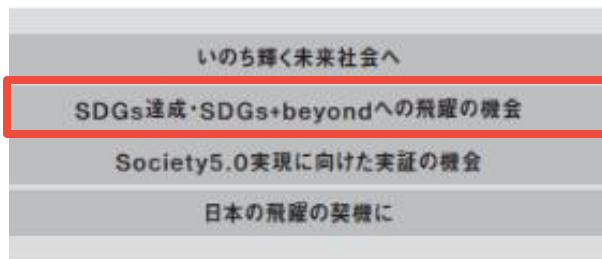 いのち輝く未来社会へ
SDGs達成・SDGs+beyondへの飛躍の機会
Society5.0実現に向けた実証の機会
日本の飛躍の契機に